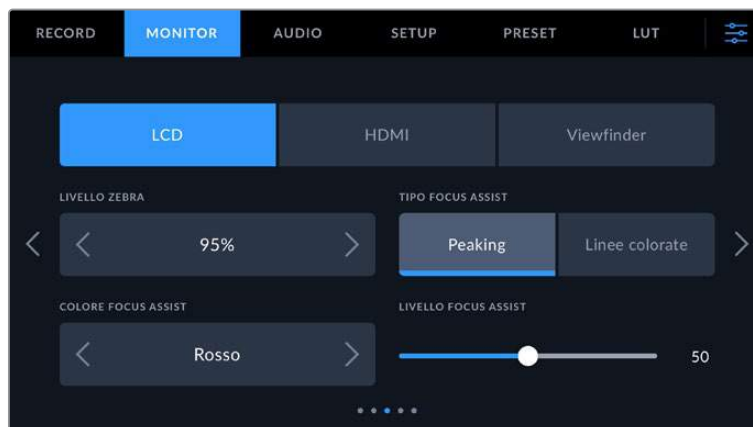 RECORD MONITOR AUDIO SETUP PRESET LUT
LCD HDMI Viewfinder
LIVELLO ZEBRA TIPO FOCUS ASSIST
95% Peaking Linee colorate
COLORE FOCUS ASSIST LIVELLO FOCUS ASSIST
Rosso 50